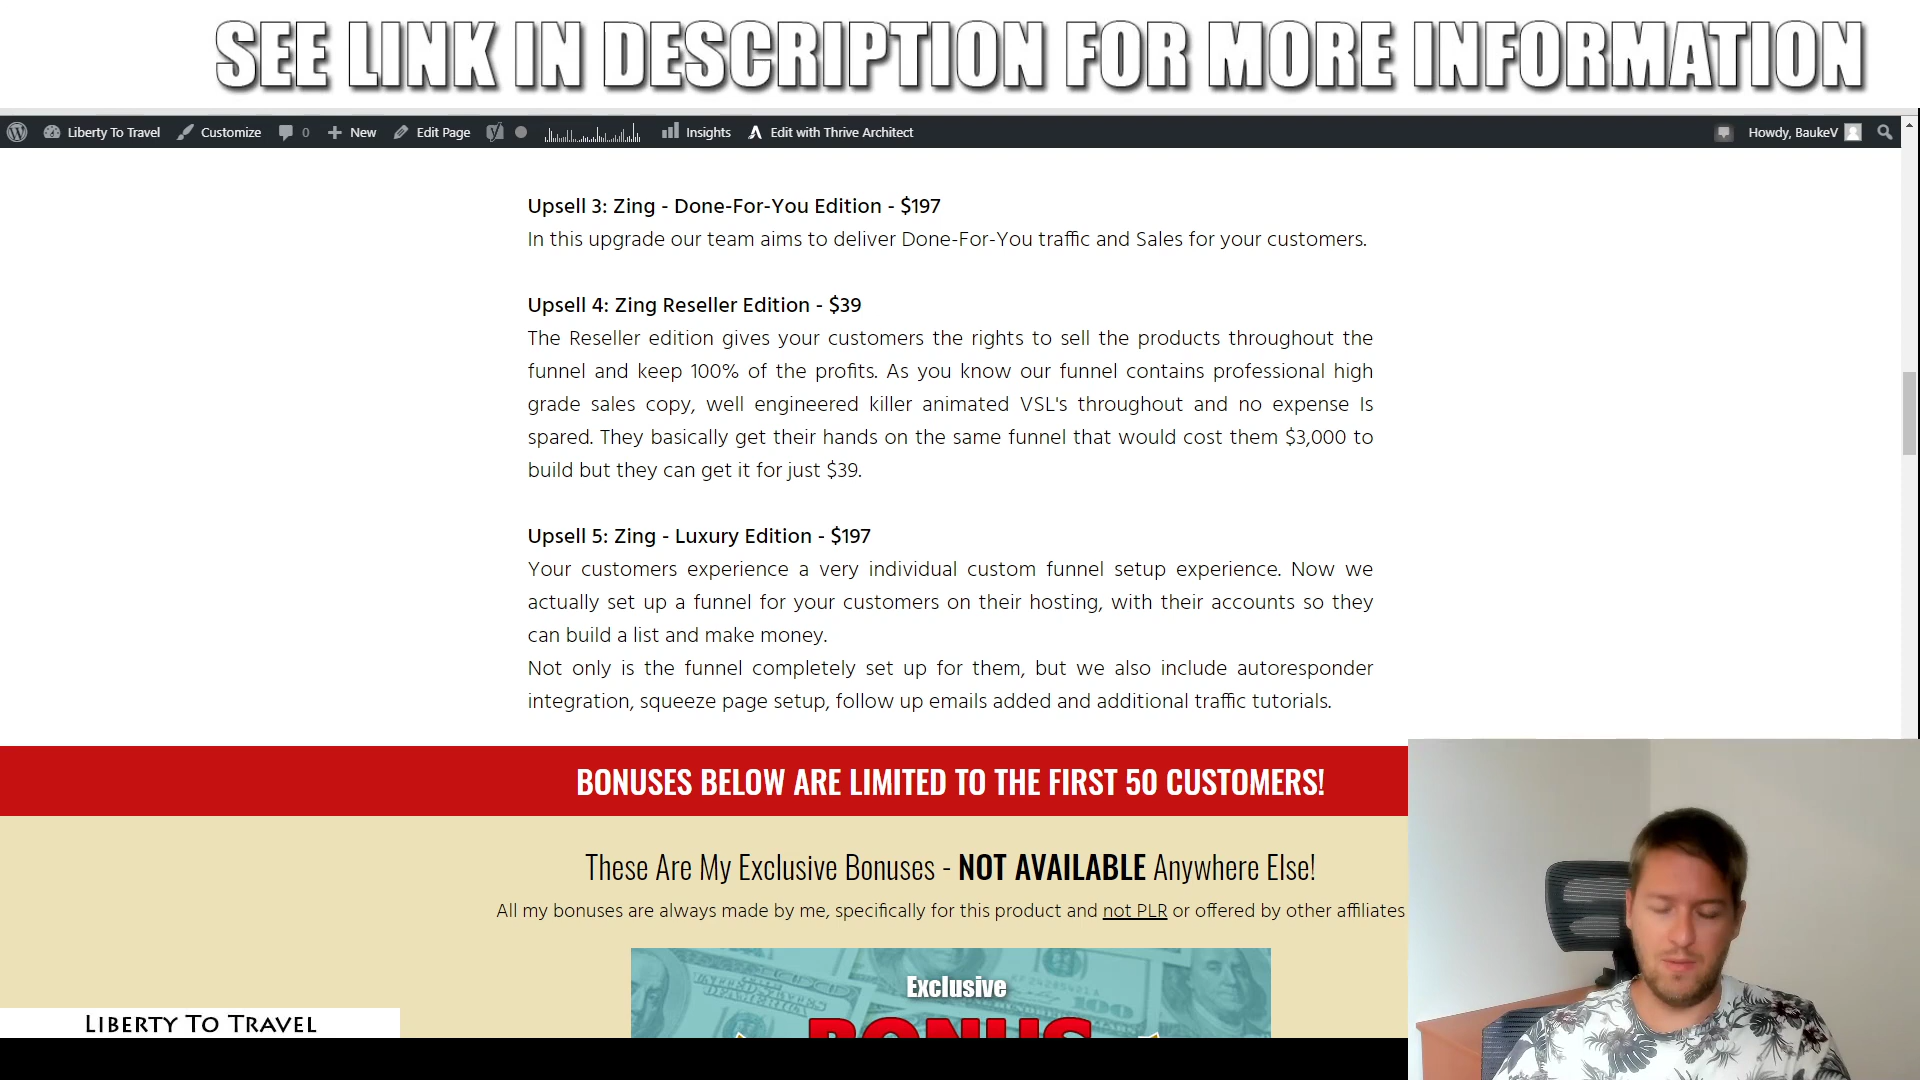 SEE LINK IN DESCRIPTION FOR MORE INFORMATION
Liberty To Travel Customize 0 New Edit Page Insights Edit with Thrive Architect Howdy, BaukeV
Upsell 3: Zing - Done-For-You Edition - $197
In this upgrade our team aims to deliver Done-For-You traffic and Sales for your customers.
Upsell 4: Zing Reseller Edition - $39
The Reseller edition gives your customers the rights to sell the products throughout the
funnel and keep 100% of the profits. As you know our funnel contains professional high
grade sales copy, well engineered killer animated VSL's throughout and no expense Is
spared. They basically get their hands on the same funnel that would cost them $3,000 to
build but they can get it for just $39.
Upsell 5: Zing - Luxury Edition - $197
Your customers experience a very individual custom funnel setup experience. Now we
actually set up a funnel for your customers on their hosting, with their accounts so they
can build a list and make money.
Not only is the funnel completely set up for them, but we also include autoresponder
integration, squeeze page setup, follow up emails added and additional traffic tutorials.
BONUSES BELOW ARE LIMITED TO THE FIRST 50 CUSTOMERS!
These Are My Exclusive Bonuses - NOT AVAILABLE Anywhere Else!
All my bonuses are always made by me, specifically for this product and not PLR or offered by other affiliates
Exclusive
BONUS
LIBERTY TO TRAVEL